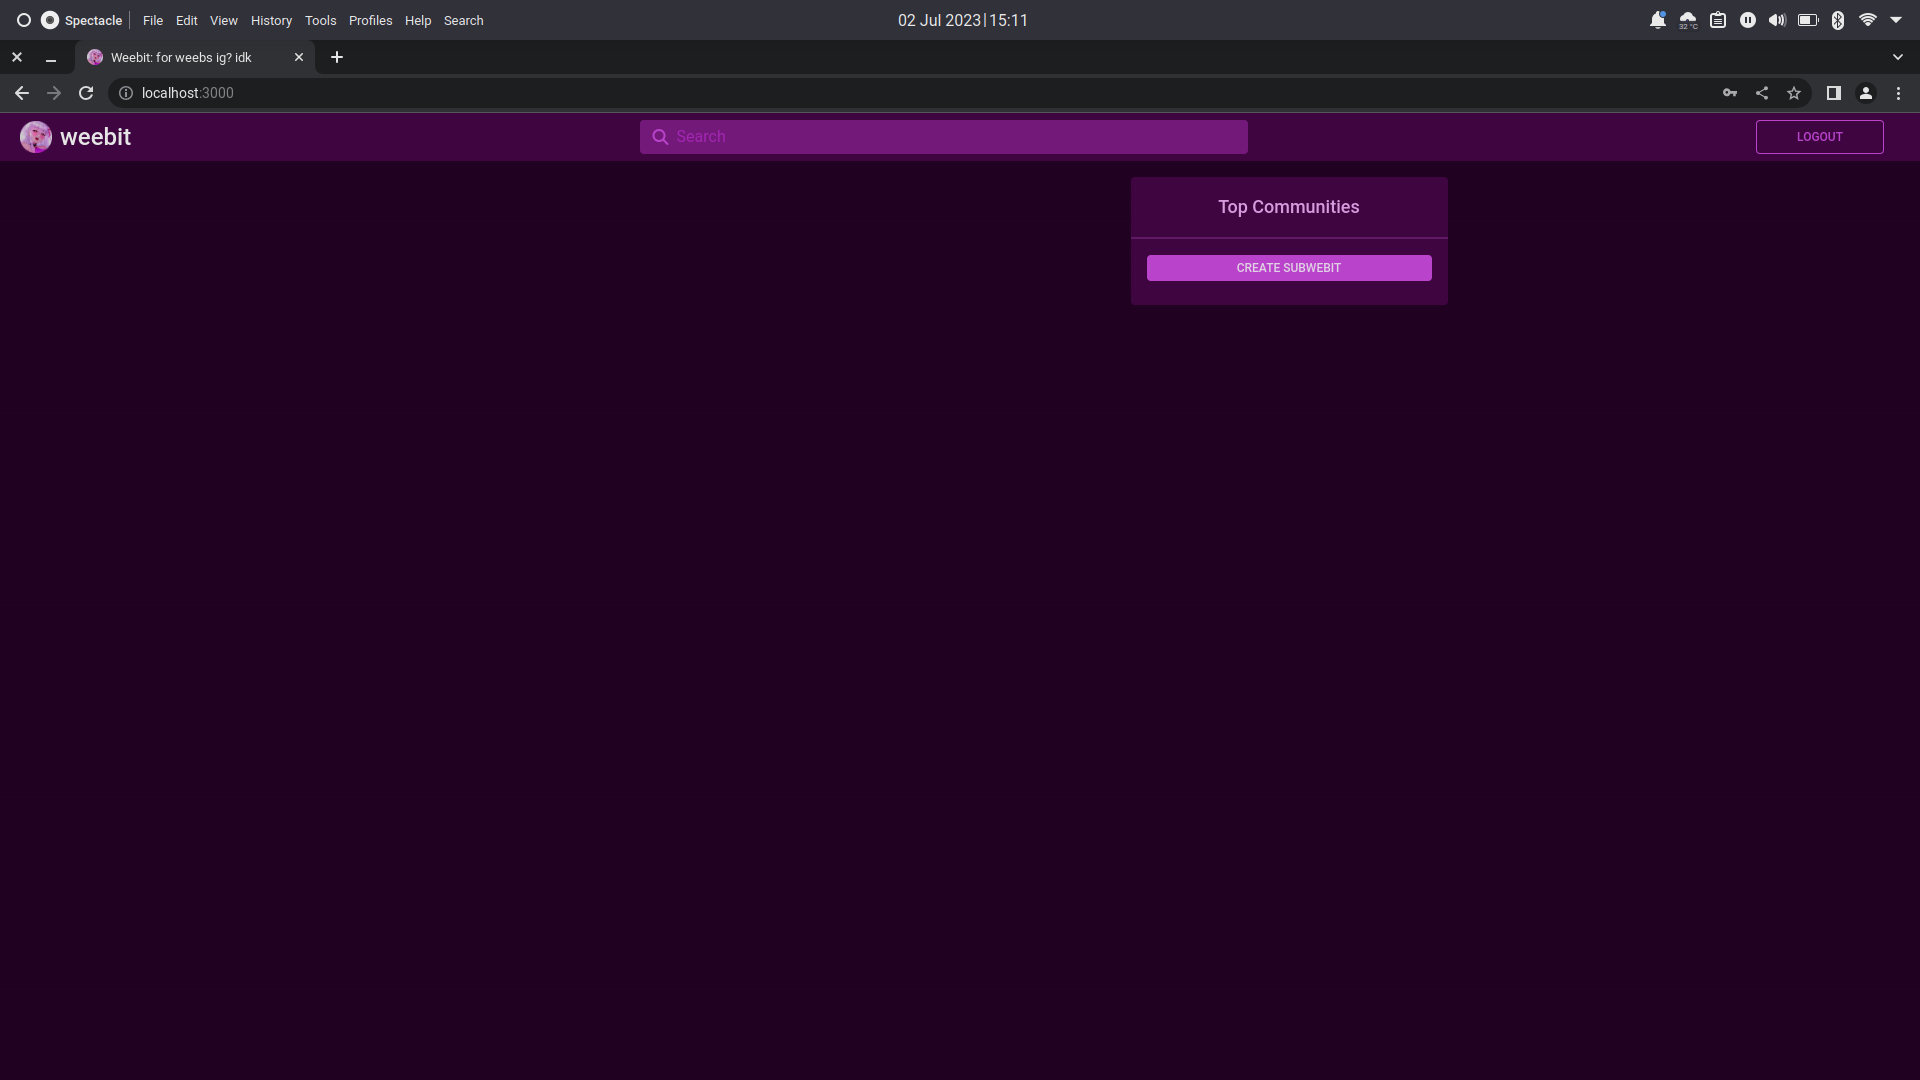 Spectacle File Edit View History Tools Profiles Help Search 02 Jul 2023|15:11
32 °C
Weebit: for weebs ig? idk
localhost:3000
weebit Search LOGOUT
Top Communities
CREATE SUBWEBIT